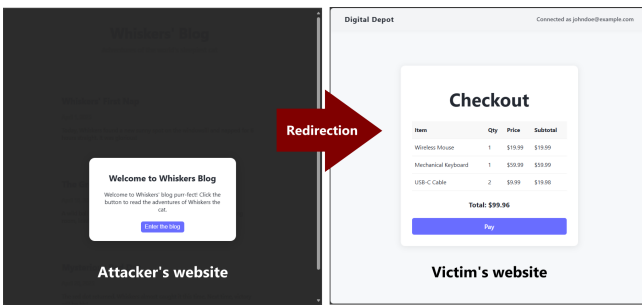 Whiskers' Blog
Welcome to Whiskers Blog
Welcome to Whiskers' blog purr-fect! Click the
button to read the adventures of Whiskers the
cat.
Enter the blog
Attacker's website
Redirection
Digital Depot
Connected as johndoe@example.com
Checkout
Item Qty Price Subtotal
Wireless Mouse 1 $19.99 $19.99
Mechanical Keyboard 1 $59.99 $59.99
USB-C Cable 2 $9.99 $19.98
Total: $99.96
Pay
Victim's website